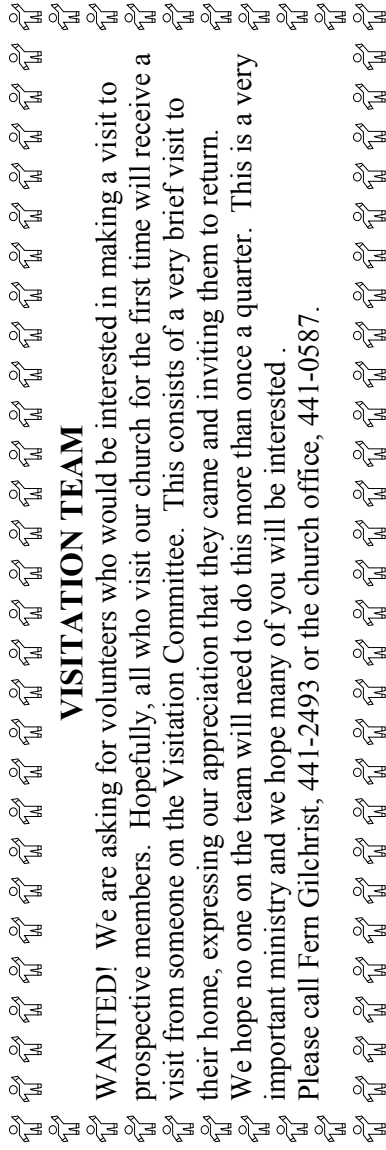 VISITATION TEAM
WANTED!  We are asking for volunteers who would be interested in making a visit to
prospective members.  Hopefully, all who visit our church for the first time will receive a
visit from someone on the Visitation Committee.  This consists of a very brief visit to
their home, expressing our appreciation that they came and inviting them to return.
We hope no one on the team will need to do this more than once a quarter.  This is a very
important ministry and we hope many of you will be interested .
Please call Fern Gilchrist, 441-2493 or the church office, 441-0587.